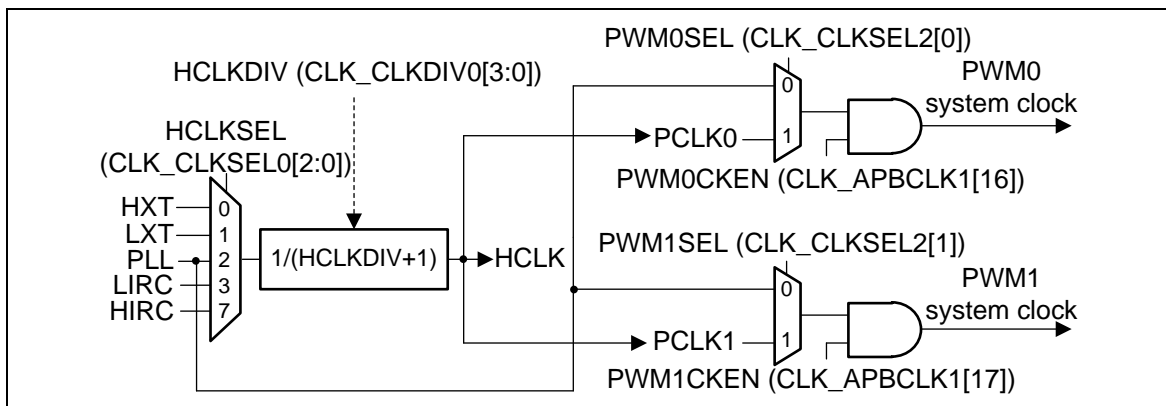 PWM0SEL (CLK_CLKSEL2[0])
HCLKDIV (CLK_CLKDIV0[3:0])
PWM0
system clock
0
1
HCLKSEL
(CLK_CLKSEL0[2:0])
PCLK0
PWM0CKEN (CLK_APBCLK1[16])
HXT
0
LXT
1
PLL
2
LIRC
3
HIRC
7
1/(HCLKDIV+1)
HCLK
PWM1SEL (CLK_CLKSEL2[1])
PWM1
system clock
0
1
PCLK1
PWM1CKEN (CLK_APBCLK1[17])